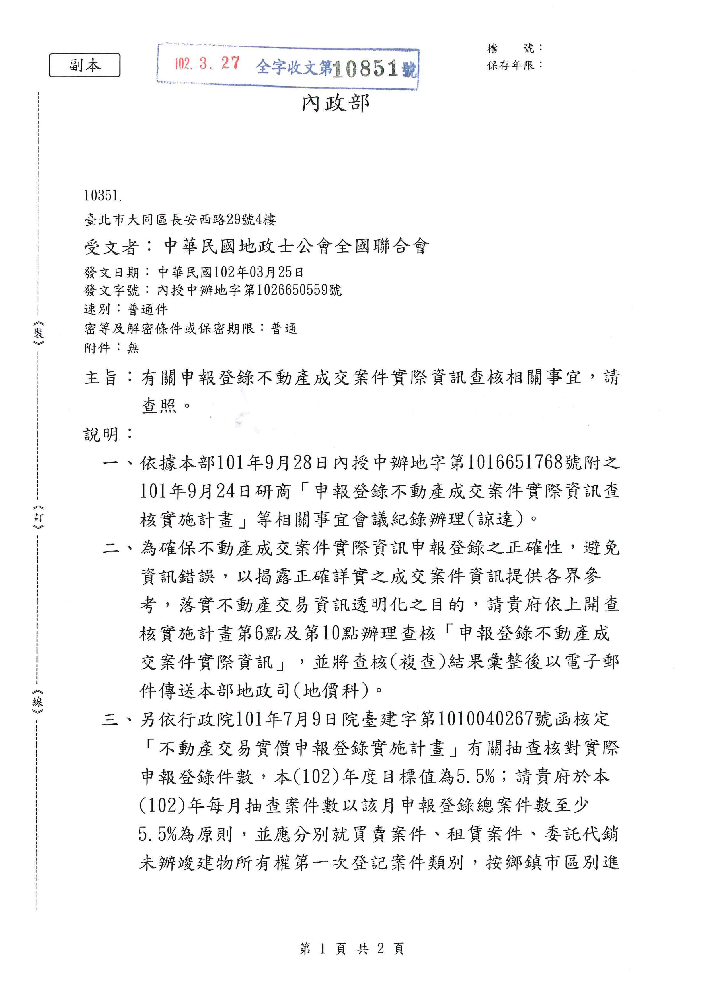 檔　　號：
保存年限：
副本
102. 3. 27 全字收文第10851號
內政部
10351
臺北市大同區長安西路29號4樓
受文者：中華民國地政士公會全國聯合會
發文日期：中華民國102年03月25日
發文字號：內授中辦地字第1026650559號
速別：普通件
密等及解密條件或保密期限：普通
附件：無
主旨：有關申報登錄不動產成交案件實際資訊查核相關事宜，請
查照。
說明：
一、依據本部101年9月28日內授中辦地字第1016651768號附之
101年9月24日研商「申報登錄不動產成交案件實際資訊查
核實施計畫」等相關事宜會議紀錄辦理(諒達)。
二、為確保不動產成交案件實際資訊申報登錄之正確性，避免
資訊錯誤，以揭露正確詳實之成交案件資訊提供各界參
考，落實不動產交易資訊透明化之目的，請貴府依上開查
核實施計畫第6點及第10點辦理查核「申報登錄不動產成
交案件實際資訊」，並將查核(複查)結果彙整後以電子郵
件傳送本部地政司(地價科)。
三、另依行政院101年7月9日院臺建字第1010040267號函核定
「不動產交易實價申報登錄實施計畫」有關抽查核對實際
申報登錄件數，本(102)年度目標值為5.5%；請貴府於本
(102)年每月抽查案件數以該月申報登錄總案件數至少
5.5%為原則，並應分別就買賣案件、租賃案件、委託代銷
未辦竣建物所有權第一次登記案件類別，按鄉鎮市區別進
《裝》
《訂》
《線》
第 1 頁 共 2 頁